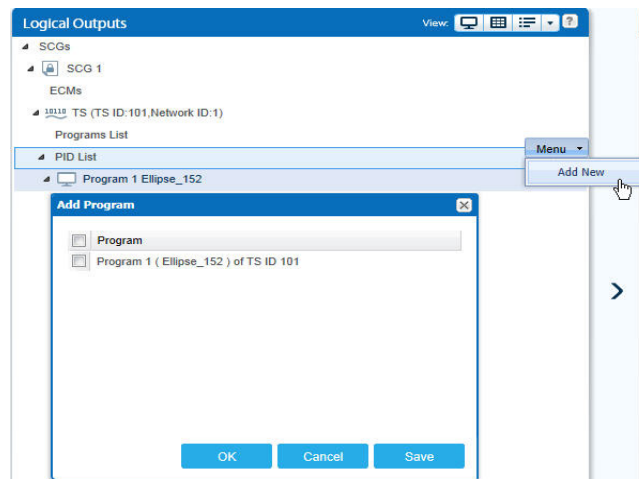 Logical Outputs View: ?
SCGs
SCG 1
ECMs
10110 TS (TS ID:101,Network ID:1)
Programs List
PID List
Menu
Add New
Program 1 Ellipse_152
Add Program
Program
Program 1 ( Ellipse_152 ) of TS ID 101
OK Cancel Save